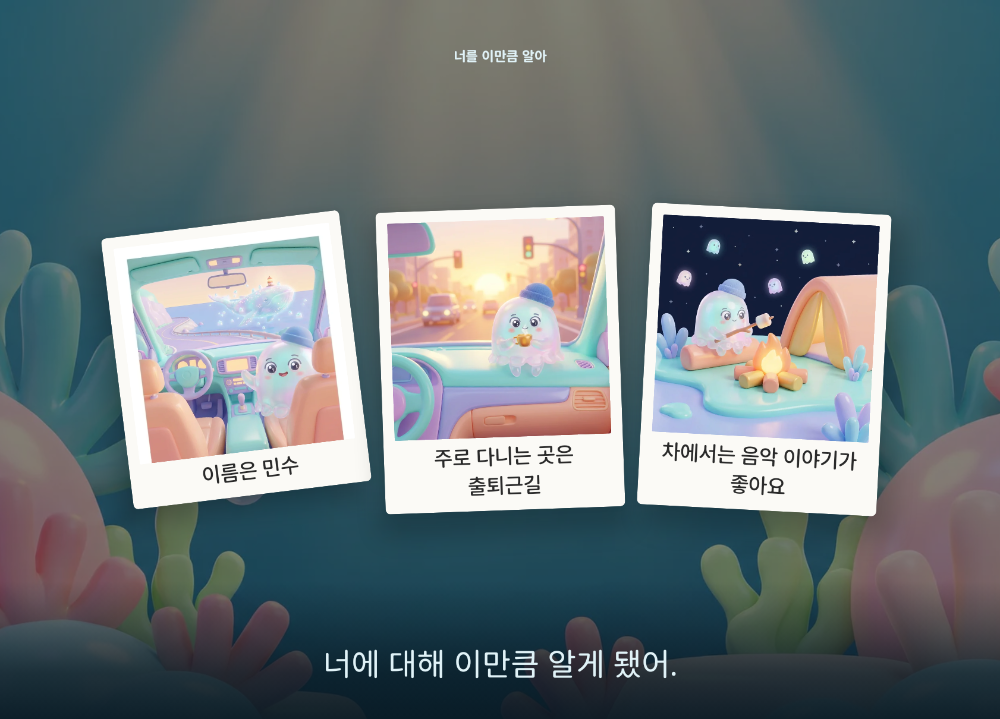 너를 이만큼 알아
이름은 민수
주로 다니는 곳은
출퇴근길
차에서는 음악 이야기가
좋아요
너에 대해 이만큼 알게 됐어.